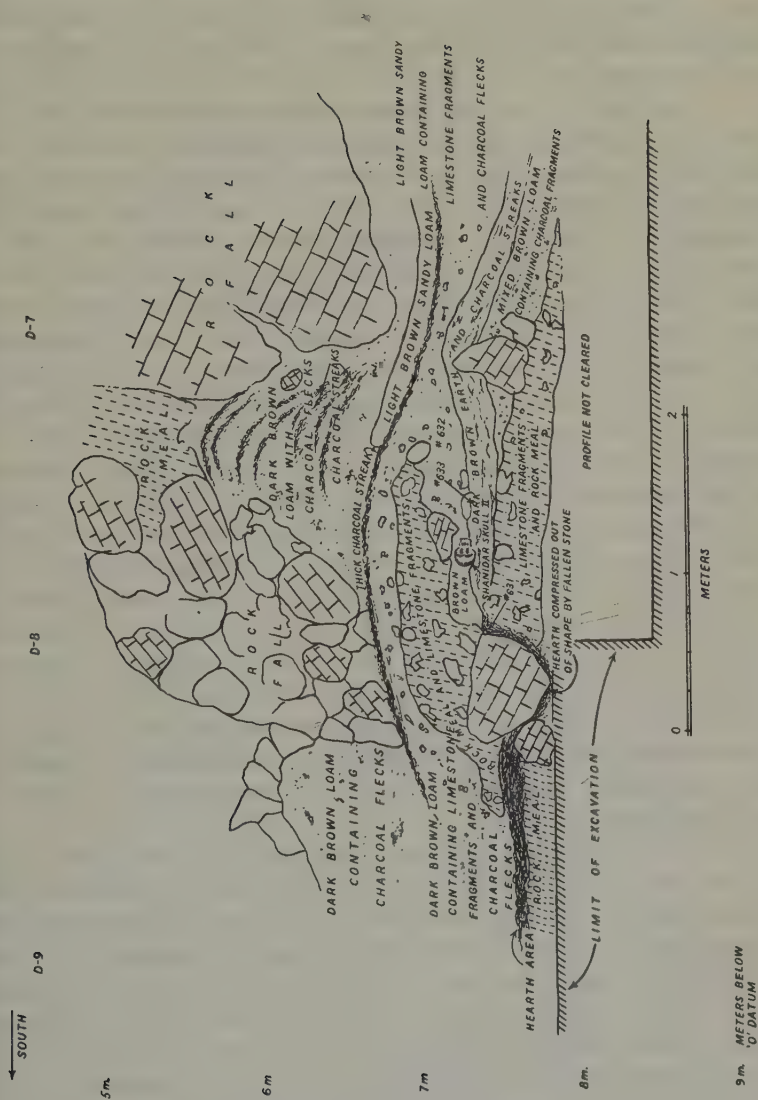 SOUTH
D-9
D-8
D-7
5m.
ROCK
FALL
ROCK
MEAL
6m
ROCK
FALL
DARK BROWN
LOAM WITH
CHARCOAL FLECKS
CHARCOAL STREAKS
DARK BROWN LOAM
CONTAINING
CHARCOAL FLECKS
THICK CHARCOAL STREAK
LIGHT BROWN SANDY LOAM
LIGHT BROWN SANDY
LOAM CONTAINING
LIMESTONE FRAGMENTS
AND CHARCOAL FLECKS
7m
DARK BROWN LOAM
CONTAINING LIMESTONE
FRAGMENTS AND
CHARCOAL
FLECKS
AND LIMESTONE FRAGMENTS
#633
#632
BROWN
LOAM
DARK BROWN EARTH AND CHARCOAL STREAKS
SHANIDAR SKULL II
MIXED BROWN LOAM
CONTAINING CHARCOAL FRAGMENTS
631
LIMESTONE FRAGMENTS
AND ROCK MEAL
HEARTH AREA
ROCK MEAL
HEARTH COMPRESSED OUT
OF SHAPE BY FALLEN STONE
PROFILE NOT CLEARED
8m.
LIMIT OF EXCAVATION
0
1
2
METERS
9m
METERS BELOW
'O' DATUM